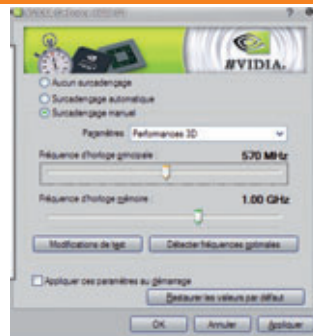 NVIDIA.
Aucun surcadençage
Surcadençage automatique
Surcadençage manuel
Paramètres : Performances 3D
Fréquence d'horloge principale : 570 MHz
Fréquence d'horloge mémoire : 1.00 GHz
Modifications de test Détecter fréquences optimales
Appliquer ces paramètres au démarrage
Restaurer les valeurs par défaut
OK Annuler Appliquer